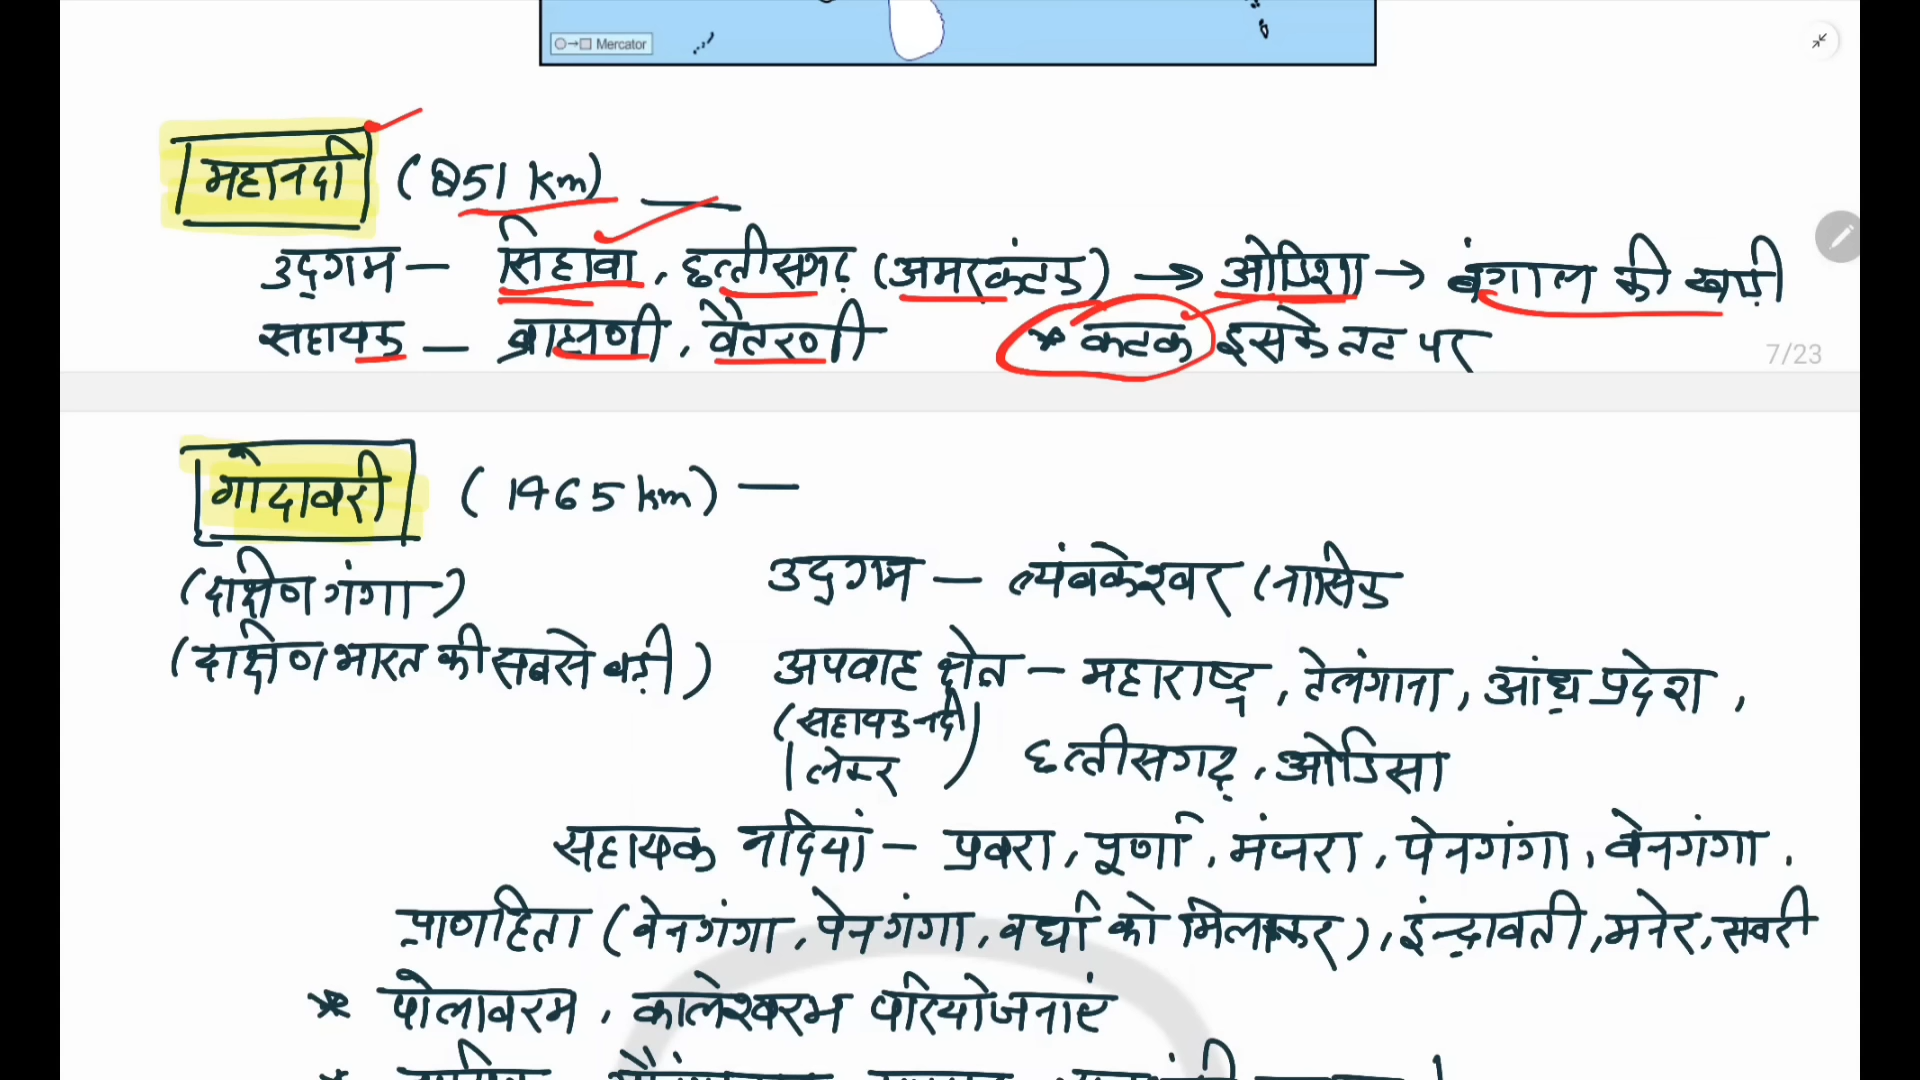 Mercator
महानदी (851 km) —
उद्गम — सिहावा, छत्तीसगढ़ (अमरकंटक) → ओडिशा → बंगाल की खाड़ी
सहायक — ब्राह्मणी, वैतरणी * कटक इसके तट पर
7/23
गोदावरी (1465 km) —
(दक्षिण गंगा) उद्गम — त्र्यंबकेश्वर (नासिक
(दक्षिण भारत की सबसे बड़ी) अपवाह क्षेत्र — महाराष्ट्र, तेलंगाना, आंध्र प्रदेश,
(सहायक नदी लेकर) छत्तीसगढ़, ओडिसा
सहायक नदियां — प्रवरा, पूर्णा, मंजरा, पेनगंगा, वेनगंगा,
प्राणहिता (वेनगंगा, पेनगंगा, वर्धा को मिलाकर), इन्द्रावती, मनेर, सबरी
* पोलावरम, कालेश्वरम परियोजनाएं